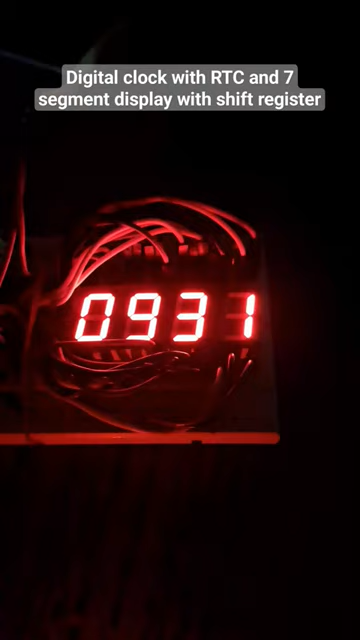 Digital clock with RTC and 7
segment display with shift register
0931